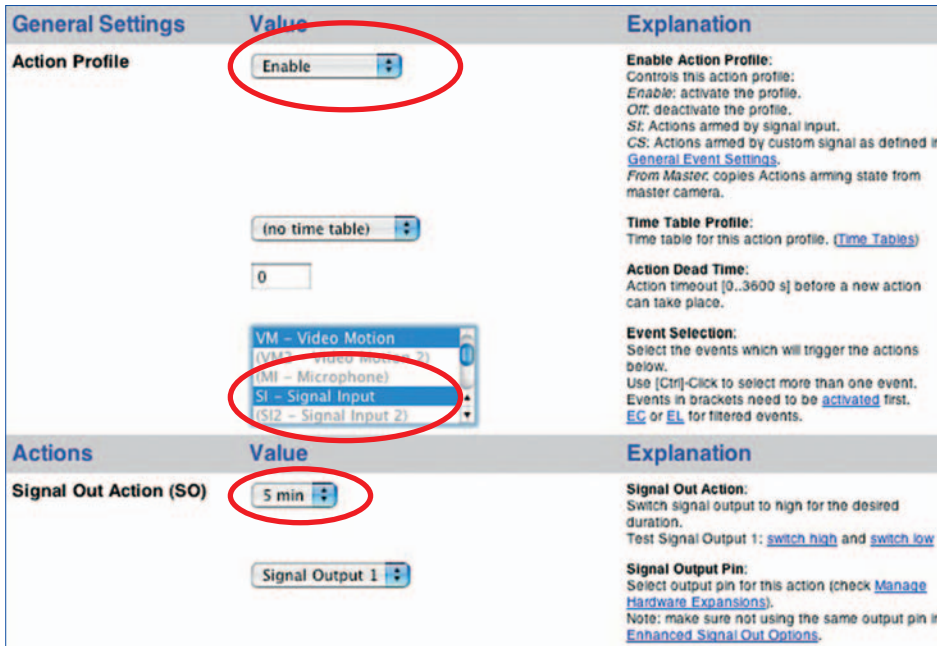 General Settings Value Explanation
Action Profile
Enable
Enable Action Profile:
Controls this action profile:
Enable: activate the profile.
Off: deactivate the profile.
SI: Actions armed by signal input.
CS: Actions armed by custom signal as defined in
General Event Settings.
From Master: copies Actions arming state from
master camera.
(no time table)
Time Table Profile:
Time table for this action profile. (Time Tables)
0
Action Dead Time:
Action timeout [0..3600 s] before a new action
can take place.
VM – Video Motion
(VM2 – Video Motion 2)
(MI – Microphone)
SI – Signal Input
(SI2 – Signal Input 2)
Event Selection:
Select the events which will trigger the actions
below.
Use [Ctrl]-Click to select more than one event.
Events in brackets need to be activated first.
EC or EL for filtered events.
Actions Value Explanation
Signal Out Action (SO)
5 min
Signal Out Action:
Switch signal output to high for the desired
duration.
Test Signal Output 1: switch high and switch low
Signal Output 1
Signal Output Pin:
Select output pin for this action (check Manage
Hardware Expansions).
Note: make sure not using the same output pin in
Enhanced Signal Out Options.